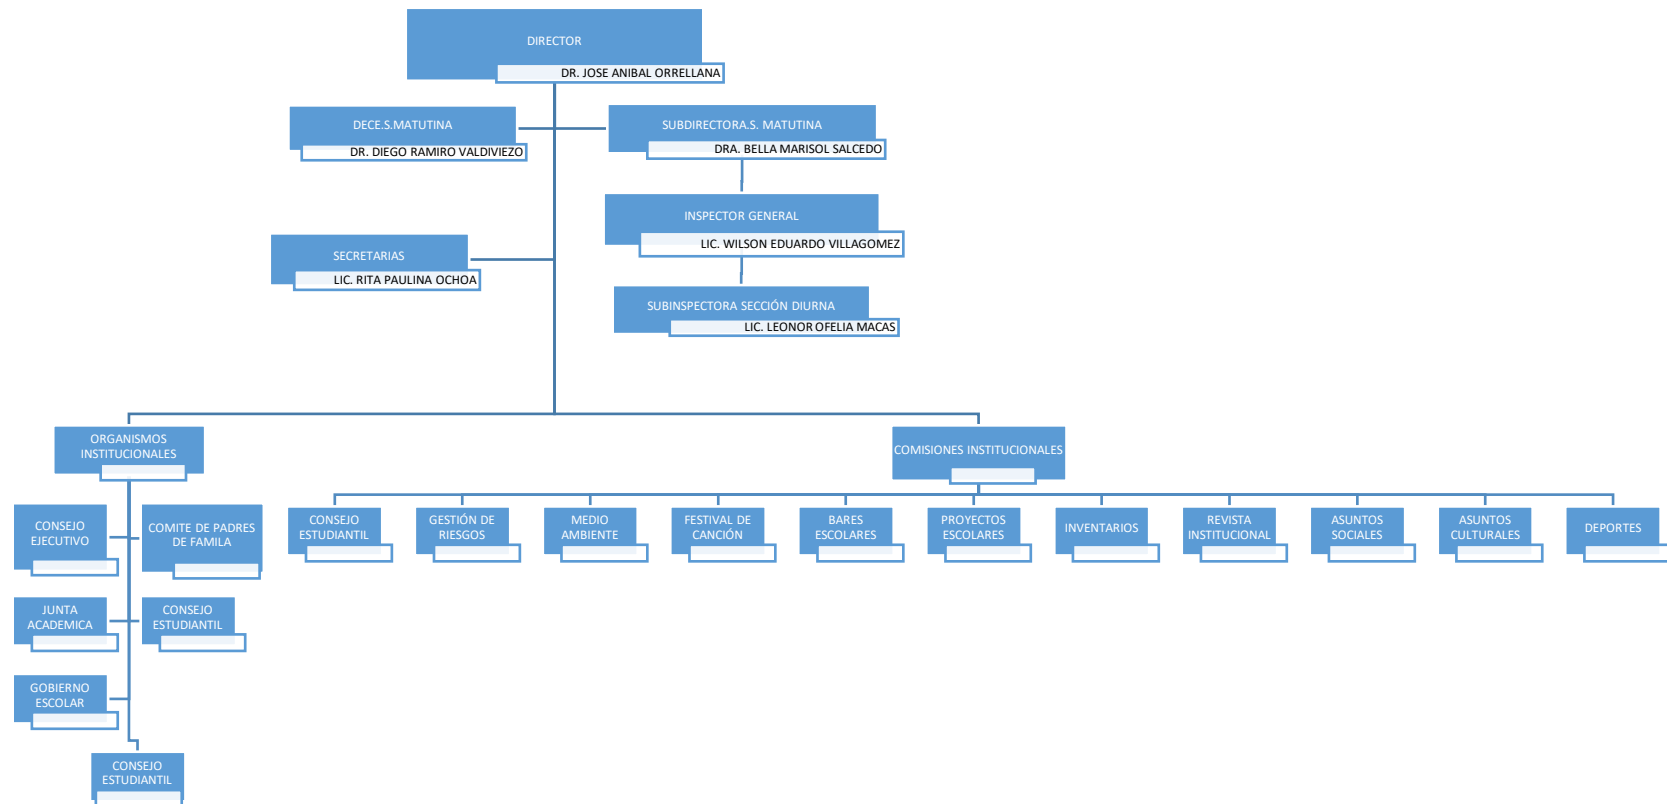 DIRECTOR
DR. JOSE ANIBAL ORRELLANA
DECE.S.MATUTINA
DR. DIEGO RAMIRO VALDIVIEZO
SUBDIRECTORA.S. MATUTINA
DRA. BELLA MARISOL SALCEDO
INSPECTOR GENERAL
LIC. WILSON EDUARDO VILLAGOMEZ
SECRETARIAS
LIC. RITA PAULINA OCHOA
SUBINSPECTORA SECCIÓN DIURNA
LIC. LEONOR OFELIA MACAS
ORGANISMOS
INSTITUCIONALES
COMISIONES INSTITUCIONALES
CONSEJO
EJECUTIVO
COMITE DE PADRES
DE FAMILA
CONSEJO
ESTUDIANTIL
GESTIÓN DE
RIESGOS
MEDIO
AMBIENTE
FESTIVAL DE
CANCIÓN
BARES
ESCOLARES
PROYECTOS
ESCOLARES
INVENTARIOS
REVISTA
INSTITUCIONAL
ASUNTOS
SOCIALES
ASUNTOS
CULTURALES
DEPORTES
JUNTA
ACADEMICA
CONSEJO
ESTUDIANTIL
GOBIERNO
ESCOLAR
CONSEJO
ESTUDIANTIL